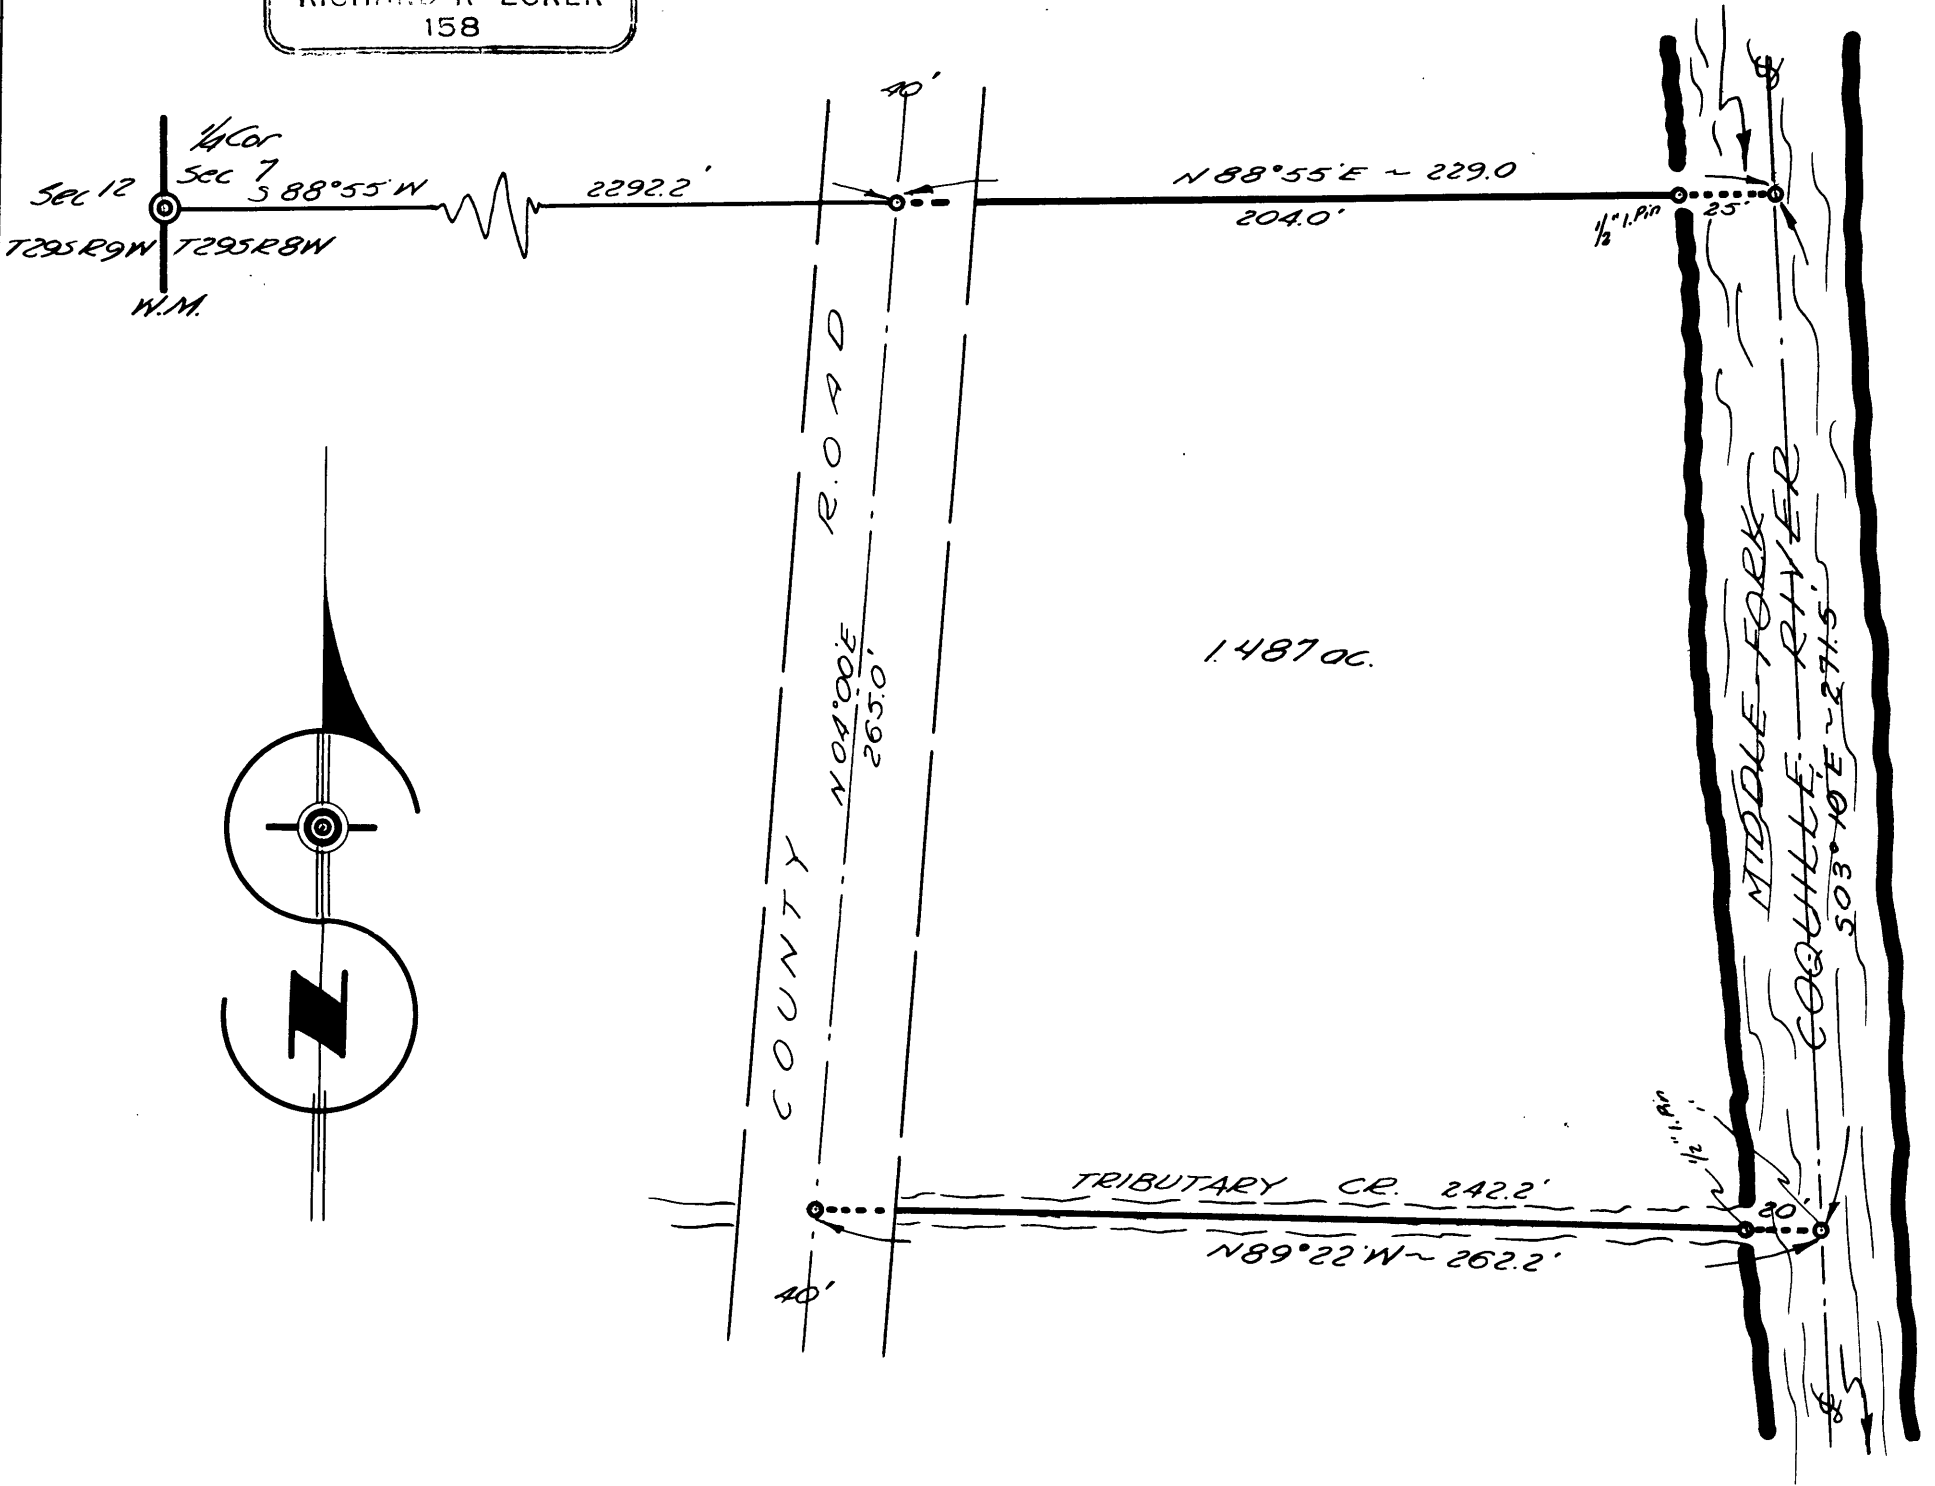 158
40'
1/4 Cor
Sec 7
Sec 12
S 88°55'W
2292.2'
T29S R9W
T29S R8W
W.M.
N 88°55'E ~ 229.0
204.0'
1/2" I. Pin
25'
COUNTY ROAD
N 04°00'E
265.0'
1.487 ac.
MIDDLE FORK
COQUILLE RIVER
S 03°10'E ~ 271.5'
N
TRIBUTARY CR. 242.2'
1/2" I. Pin
20'
N 89°22'W ~ 262.2'
40'